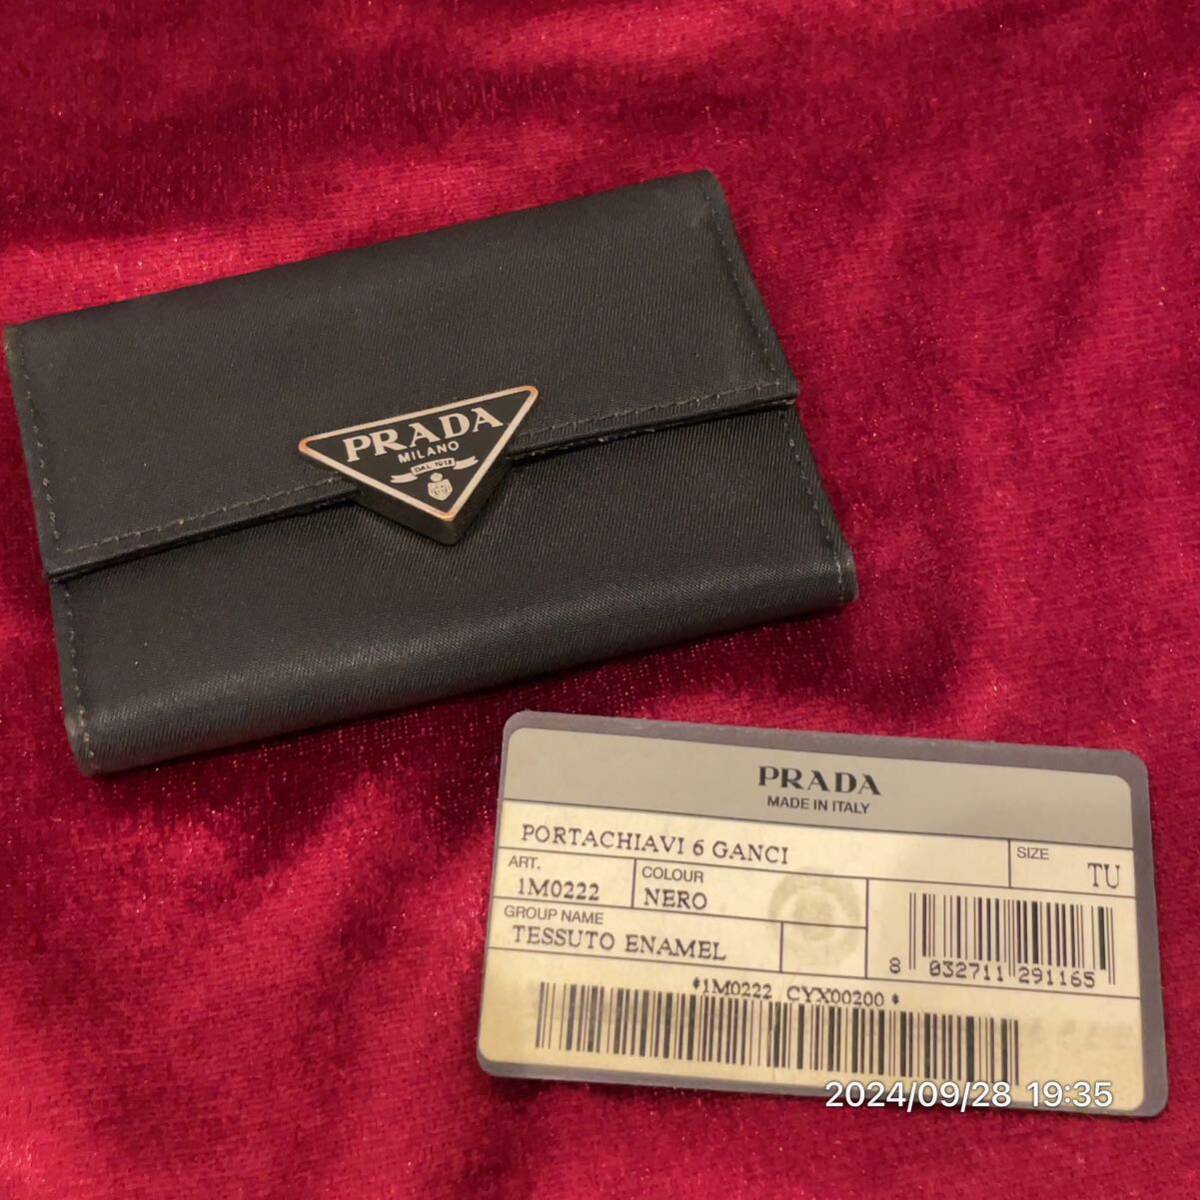 PRADA
MILANO
DAL 1913
PRADA
MADE IN ITALY
PORTACHIAVI 6 GANCI
SIZE
TU
ART.
1M0222
COLOUR
NERO
GROUP NAME
TESSUTO ENAMEL
8 032711 291165
*1M0222 CYX00200 *
2024/09/28 19:35